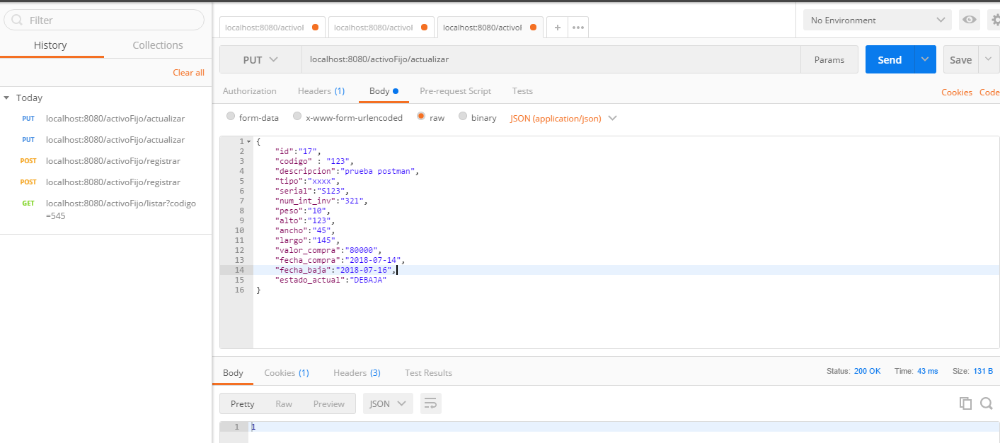 Filter
History Collections
Clear all
Today
PUT localhost:8080/activoFijo/actualizar
PUT localhost:8080/activoFijo/actualizar
POST localhost:8080/activoFijo/registrar
POST localhost:8080/activoFijo/registrar
GET localhost:8080/activoFijo/listar?codigo
=545
localhost:8080/activoI localhost:8080/activoI localhost:8080/activoF + •••
No Environment
PUT localhost:8080/activoFijo/actualizar Params Send Save
Authorization Headers (1) Body Pre-request Script Tests
Cookies Code
form-data x-www-form-urlencoded raw binary JSON (application/json)
1 {
2 "id":"17",
3 "codigo" : "123",
4 "descripcion":"prueba postman",
5 "tipo":"xxxx",
6 "serial":"S123",
7 "num_int_inv":"321",
8 "peso":"10",
9 "alto":"123",
10 "ancho":"45",
11 "largo":"145",
12 "valor_compra":"80000",
13 "fecha_compra":"2018-07-14",
14 "fecha_baja":"2018-07-16",
15 "estado_actual":"DEBAJA"
16 }
Body Cookies (1) Headers (3) Test Results Status: 200 OK Time: 43 ms Size: 131 B
Pretty Raw Preview JSON
1 1